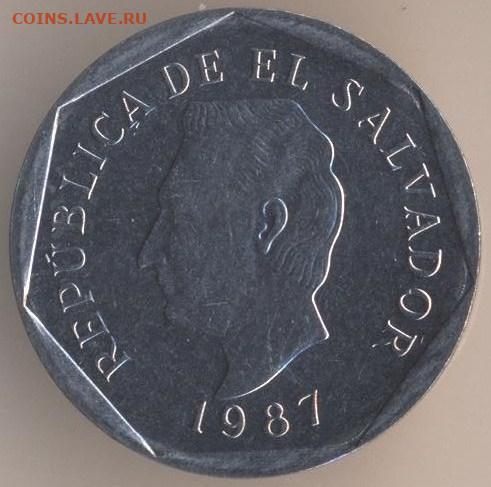 COINS.LAVE.RU
REPÚBLICA DE EL SALVADOR
1987